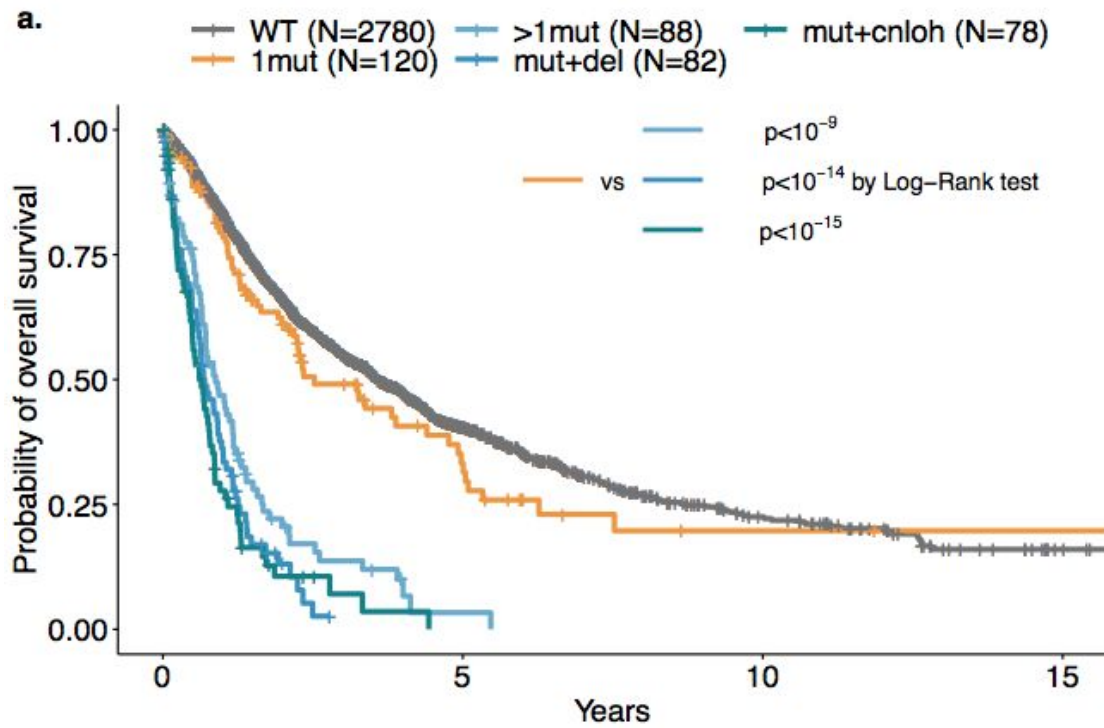 a.
WT (N=2780) >1mut (N=88) mut+cnloh (N=78)
1mut (N=120) mut+del (N=82)
p<10⁻⁹
vs p<10⁻¹⁴ by Log-Rank test
p<10⁻¹⁵
Probability of overall survival
1.00
0.75
0.50
0.25
0.00
0 5 10 15
Years